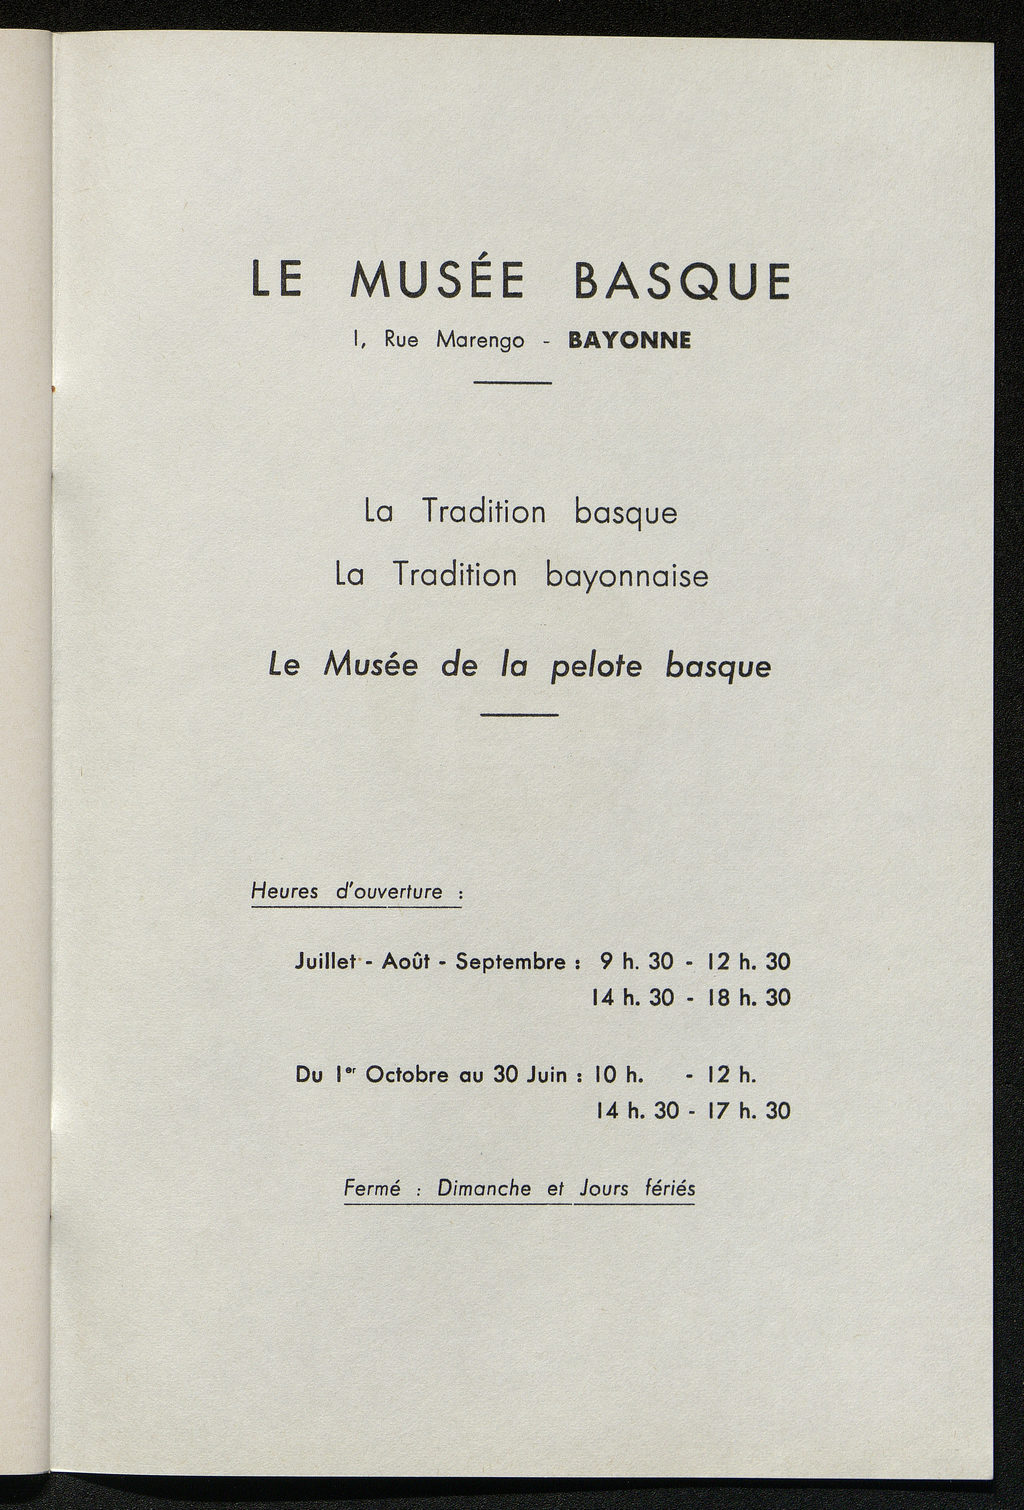 LE MUSÉE BASQUE
1, Rue Marengo - BAYONNE
La Tradition basque
La Tradition bayonnaise
Le Musée de la pelote basque
Heures d'ouverture :
Juillet - Août - Septembre : 9 h. 30 - 12 h. 30
14 h. 30 - 18 h. 30
Du 1er Octobre au 30 Juin : 10 h. - 12 h.
14 h. 30 - 17 h. 30
Fermé : Dimanche et Jours fériés